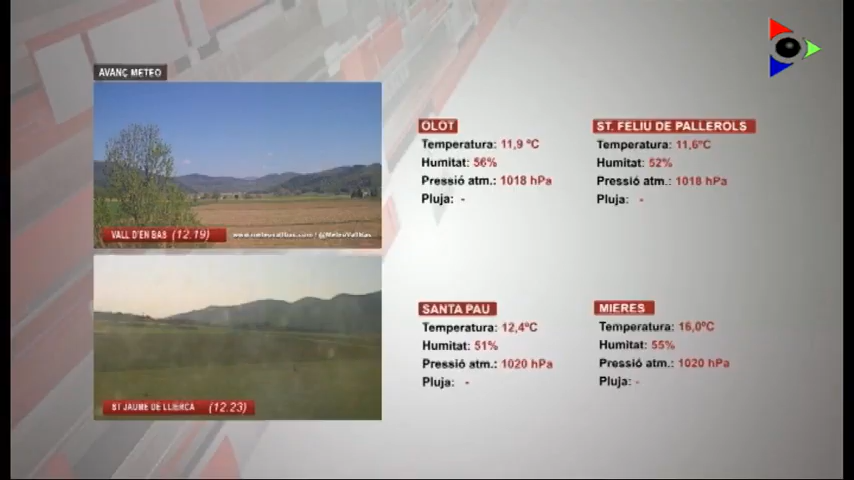 AVANÇ METEO
VALL D'EN BAS (12.19)
www.meteovallbas.com / @MeteoVallBas
ST JAUME DE LLIERCA (12.23)
OLOT
Temperatura: 11,9 ºC
Humitat: 56%
Pressió atm.: 1018 hPa
Pluja: -
ST. FELIU DE PALLEROLS
Temperatura: 11,6ºC
Humitat: 52%
Pressió atm.: 1018 hPa
Pluja: -
SANTA PAU
Temperatura: 12,4ºC
Humitat: 51%
Pressió atm.: 1020 hPa
Pluja: -
MIERES
Temperatura: 16,0ºC
Humitat: 55%
Pressió atm.: 1020 hPa
Pluja: -